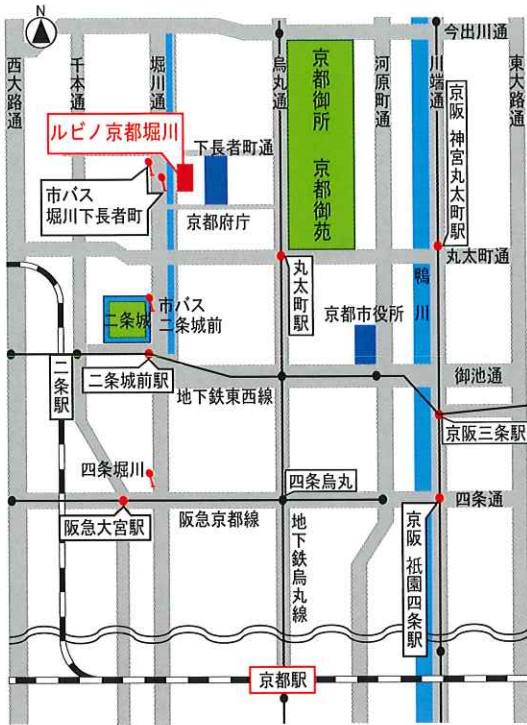 N
今出川通
西大路通
千本通
堀川通
烏丸通
京都御所 京都御苑
河原町通
川端通
京阪 神宮丸太町駅
東大路通
ルビノ京都堀川
下長者町通
市バス
堀川下長者町
京都府庁
丸太町通
丸太町駅
鴨川
二条城
市バス
二条城前
京都市役所
二条駅
二条城前駅
地下鉄東西線
御池通
京阪三条駅
四条堀川
四条烏丸
四条通
阪急大宮駅
阪急京都線
地下鉄烏丸線
京阪 祇園四条駅
京都駅